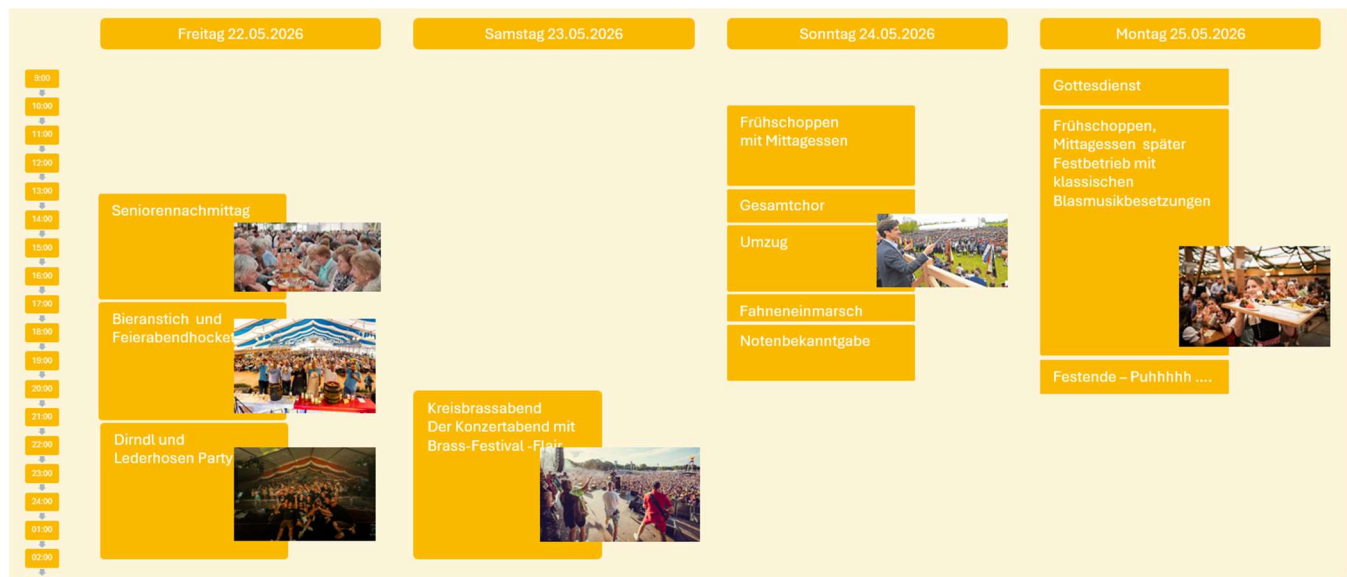 Freitag 22.05.2026
Samstag 23.05.2026
Sonntag 24.05.2026
Montag 25.05.2026
9:00
10:00
11:00
12:00
13:00
14:00
15:00
16:00
17:00
18:00
19:00
20:00
21:00
22:00
23:00
24:00
01:00
02:00
Seniorennachmittag
Bieranstich und
Feierabendhocket
Dirndl und
Lederhosen Party
Kreisbrassabend
Der Konzertabend mit
Brass-Festival -Flair
Frühschoppen
mit Mittagessen
Gesamtchor
Umzug
Fahneneinmarsch
Notenbekanntgabe
Gottesdienst
Frühschoppen,
Mittagessen später
Festbetrieb mit
klassischen
Blasmusikbesetzungen
Festende – Puhhhhh ....